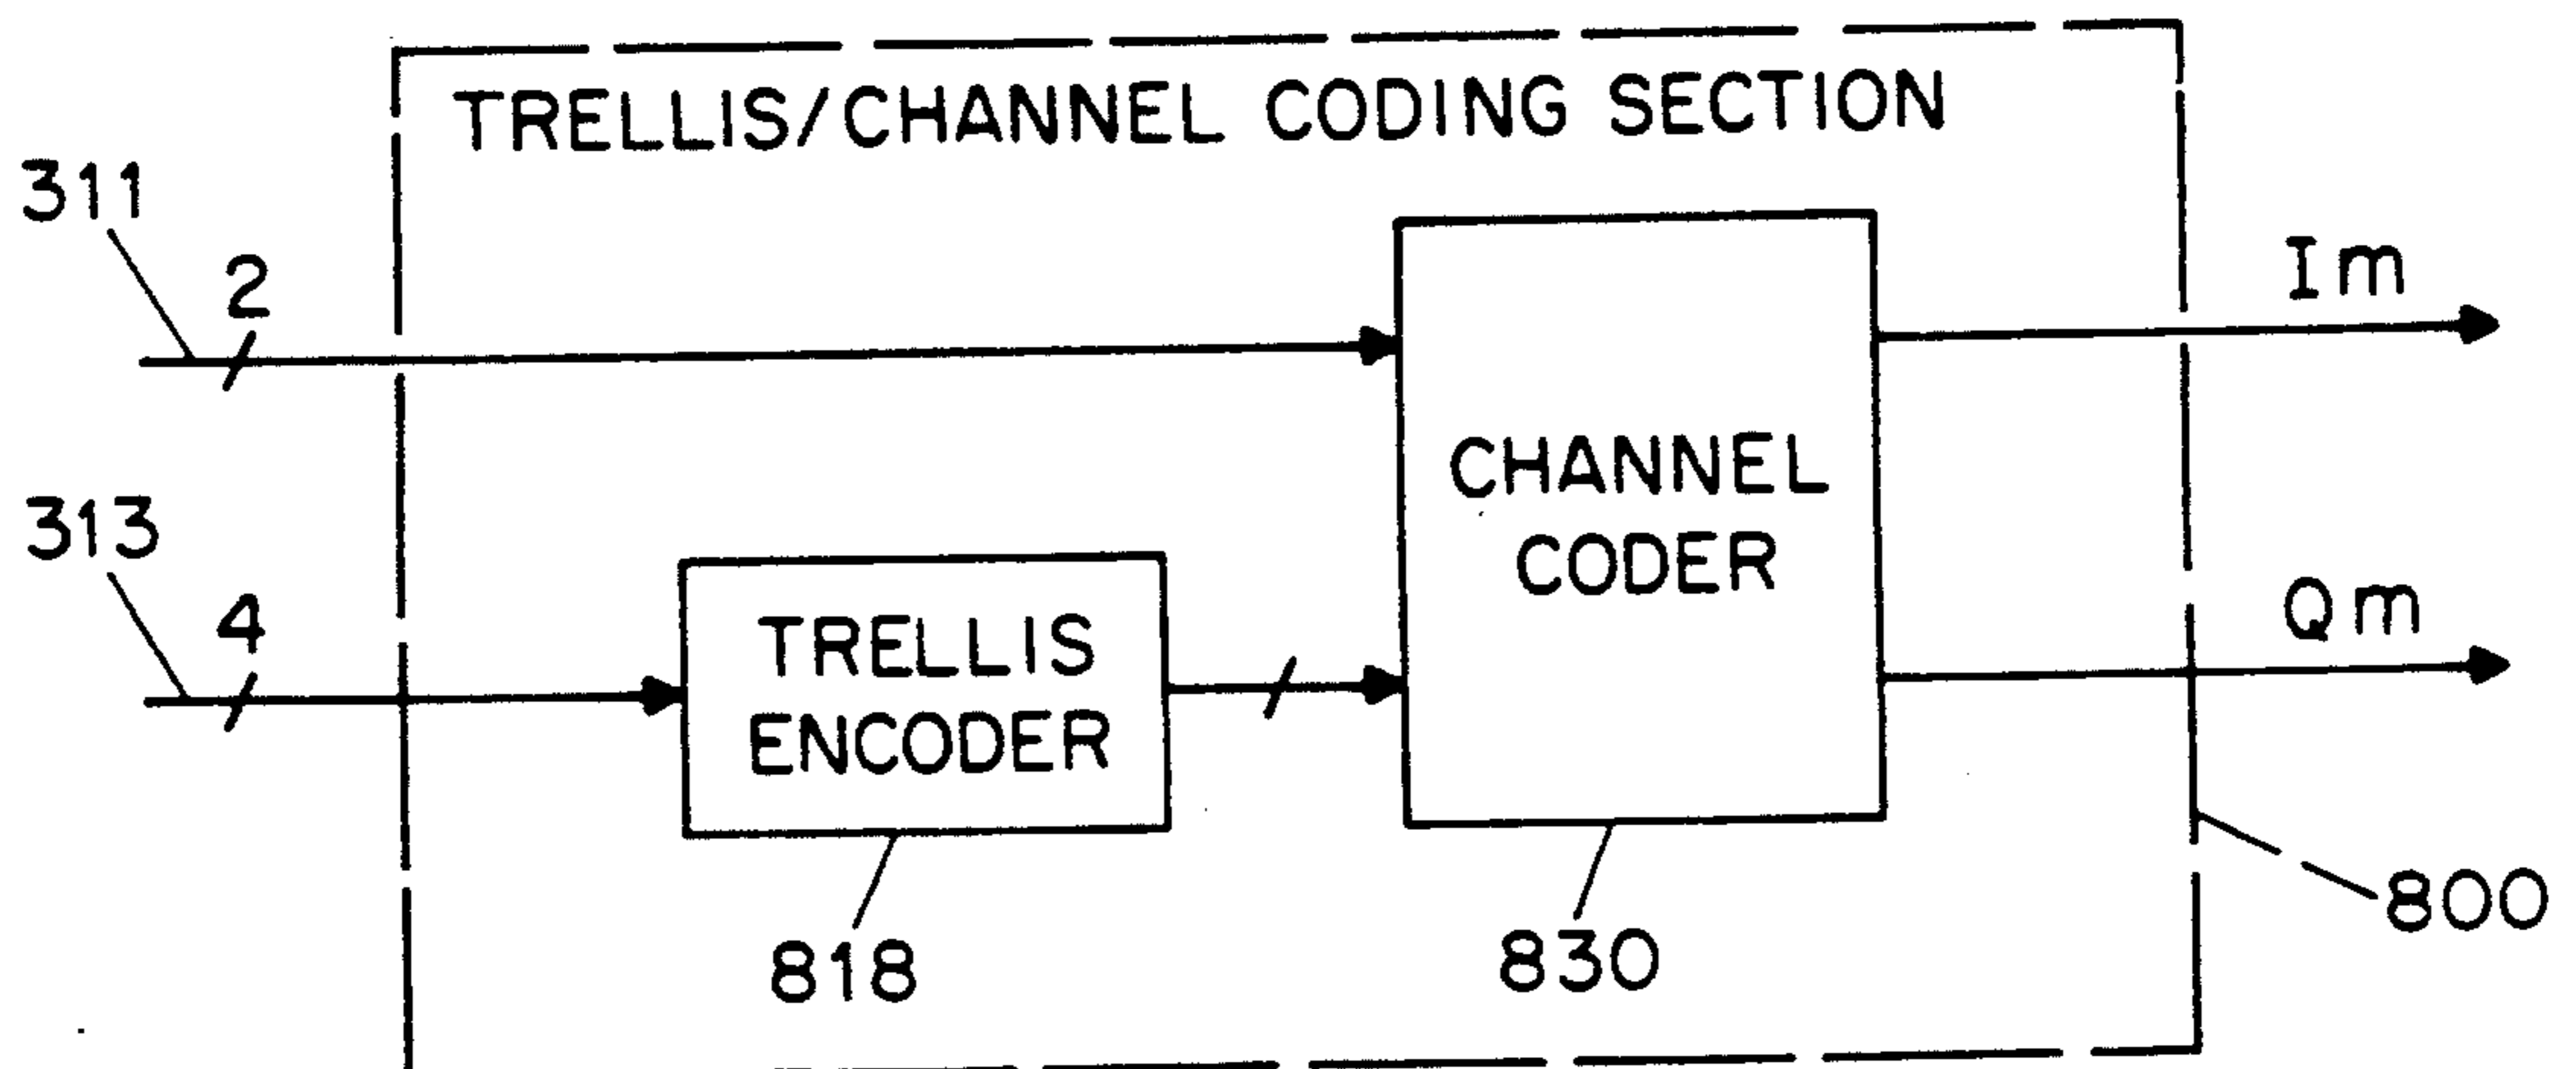 TRELLIS/CHANNEL CODING SECTION
311
2
Im
CHANNEL
CODER
313
4
TRELLIS
ENCODER
Qm
800
818
830